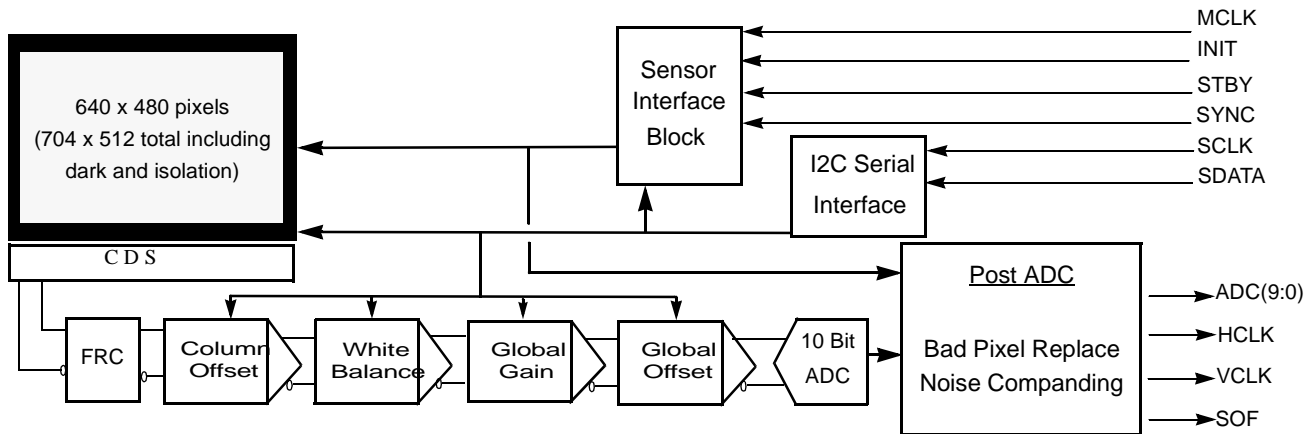 640 x 480 pixels
(704 x 512 total including
dark and isolation)
C D S
Sensor
Interface
Block
MCLK
INIT
STBY
SYNC
SCLK
SDATA
I2C Serial
Interface
FRC
Column
Offset
White
Balance
Global
Gain
Global
Offset
10 Bit
ADC
Post ADC
Bad Pixel Replace
Noise Companding
ADC(9:0)
HCLK
VCLK
SOF